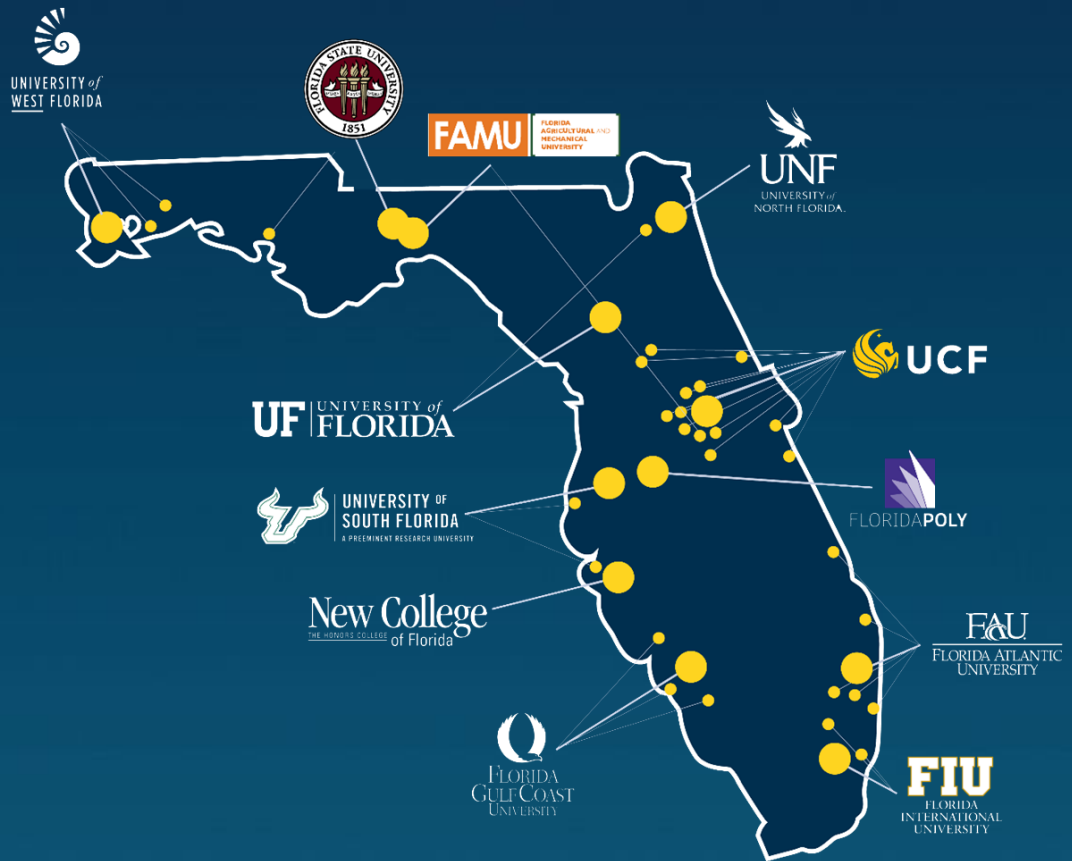 UNIVERSITY of
WEST FLORIDA
FLORIDA STATE UNIVERSITY
1851
FAMU
FLORIDA
AGRICULTURAL AND
MECHANICAL
UNIVERSITY
UNF
UNIVERSITY of
NORTH FLORIDA.
UCF
UF
UNIVERSITY of
FLORIDA
UNIVERSITY OF
SOUTH FLORIDA
A PREEMINENT RESEARCH UNIVERSITY
FLORIDAPOLY
New College
THE HONORS COLLEGE
of Florida
FAU
FLORIDA ATLANTIC
UNIVERSITY
FLORIDA
GULF COAST
UNIVERSITY
FIU
FLORIDA
INTERNATIONAL
UNIVERSITY